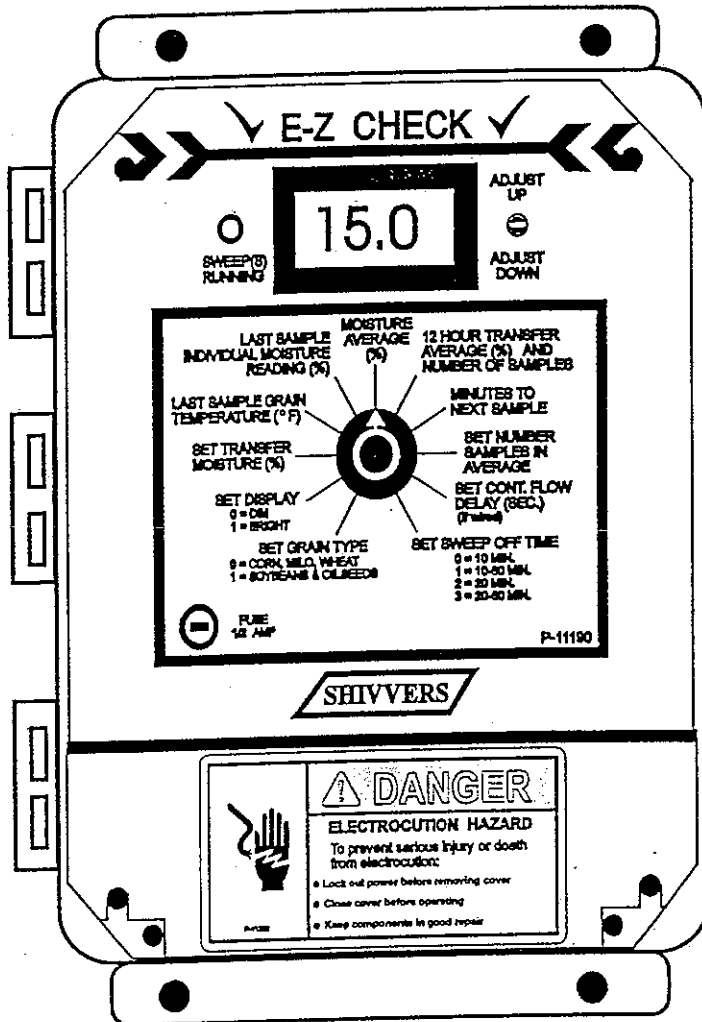 E-Z CHECK
15.0
SWEEP(S)
RUNNING
ADJUST
UP
ADJUST
DOWN
LAST SAMPLE
INDIVIDUAL MOISTURE
READING (%)
MOISTURE
AVERAGE
(%)
12 HOUR TRANSFER
AVERAGE (%) AND
NUMBER OF SAMPLES
LAST SAMPLE GRAIN
TEMPERATURE (°F)
MINUTES TO
NEXT SAMPLE
SET TRANSFER
MOISTURE (%)
SET NUMBER
SAMPLES IN
AVERAGE
SET DISPLAY
0 = DIM
1 = BRIGHT
SET CONT. FLOW
DELAY (SEC.)
(if wired)
SET GRAIN TYPE
0 = CORN, MILO, WHEAT
1 = SOYBEANS & OILSEEDS
SET SWEEP OFF TIME
0 = 10 MIN.
1 = 10-60 MIN.
2 = 20 MIN.
3 = 20-60 MIN.
FUSE
1/2 AMP
P-11190
SHIVVERS
DANGER
ELECTROCUTION HAZARD
To prevent serious injury or death
from electrocution:
• Lock out power before removing cover
• Close cover before operating
• Keep components in good repair